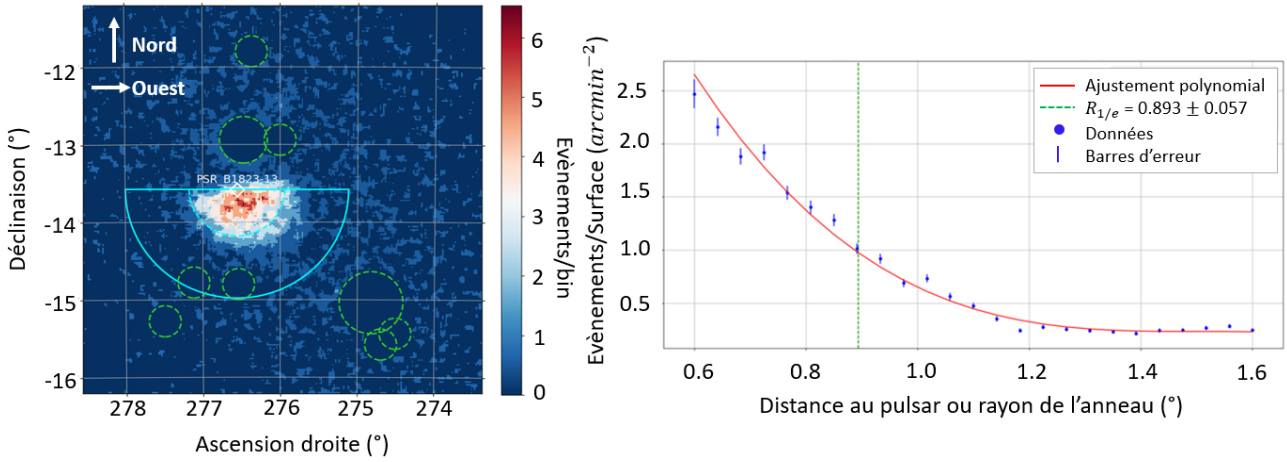 Nord
Ouest
PSR B1823-13
-12
-13
-14
-15
-16
278
277
276
275
274
Déclinaison (°)
Ascension droite (°)
6
5
4
3
2
1
0
Evènements/bin
Evènements/Surface (arcmin⁻²)
2.5
2.0
1.5
1.0
0.5
0.6
0.8
1.0
1.2
1.4
1.6
Distance au pulsar ou rayon de l'anneau (°)
Ajustement polynomial
R1/e = 0.893 ± 0.057
Données
Barres d'erreur